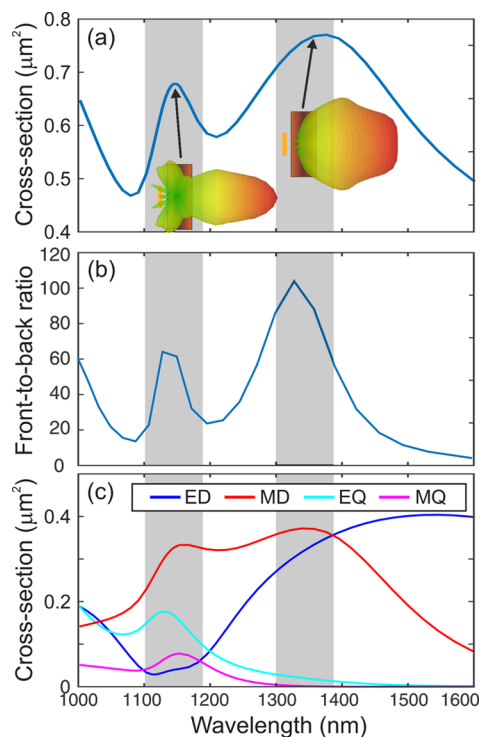 (a)
Cross-section (μm²)
0.8
0.7
0.6
0.5
0.4
(b)
Front-to-back ratio
120
100
80
60
40
20
0
(c)
ED MD EQ MQ
Cross-section (μm²)
0.4
0.2
0
1000 1100 1200 1300 1400 1500 1600
Wavelength (nm)